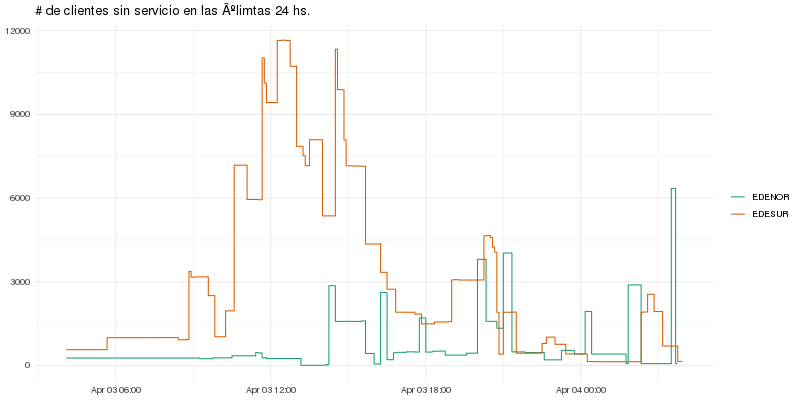 # de clientes sin servicio en las Ãºlimtas 24 hs.
12000
9000
6000
3000
0
Apr 03 06:00
Apr 03 12:00
Apr 03 18:00
Apr 04 00:00
EDENOR
EDESUR